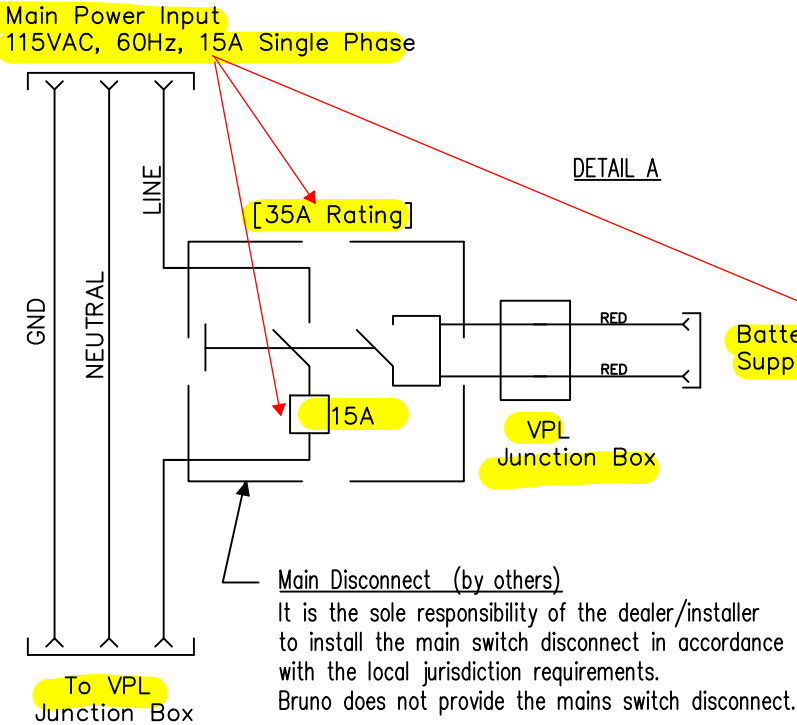 Main Power Input
115VAC, 60Hz, 15A Single Phase
DETAIL A
LINE
[35A Rating]
GND
NEUTRAL
RED
RED
15A
VPL
Junction Box
Main Disconnect (by others)
It is the sole responsibility of the dealer/installer
to install the main switch disconnect in accordance
with the local jurisdiction requirements.
Bruno does not provide the mains switch disconnect.
To VPL
Junction Box